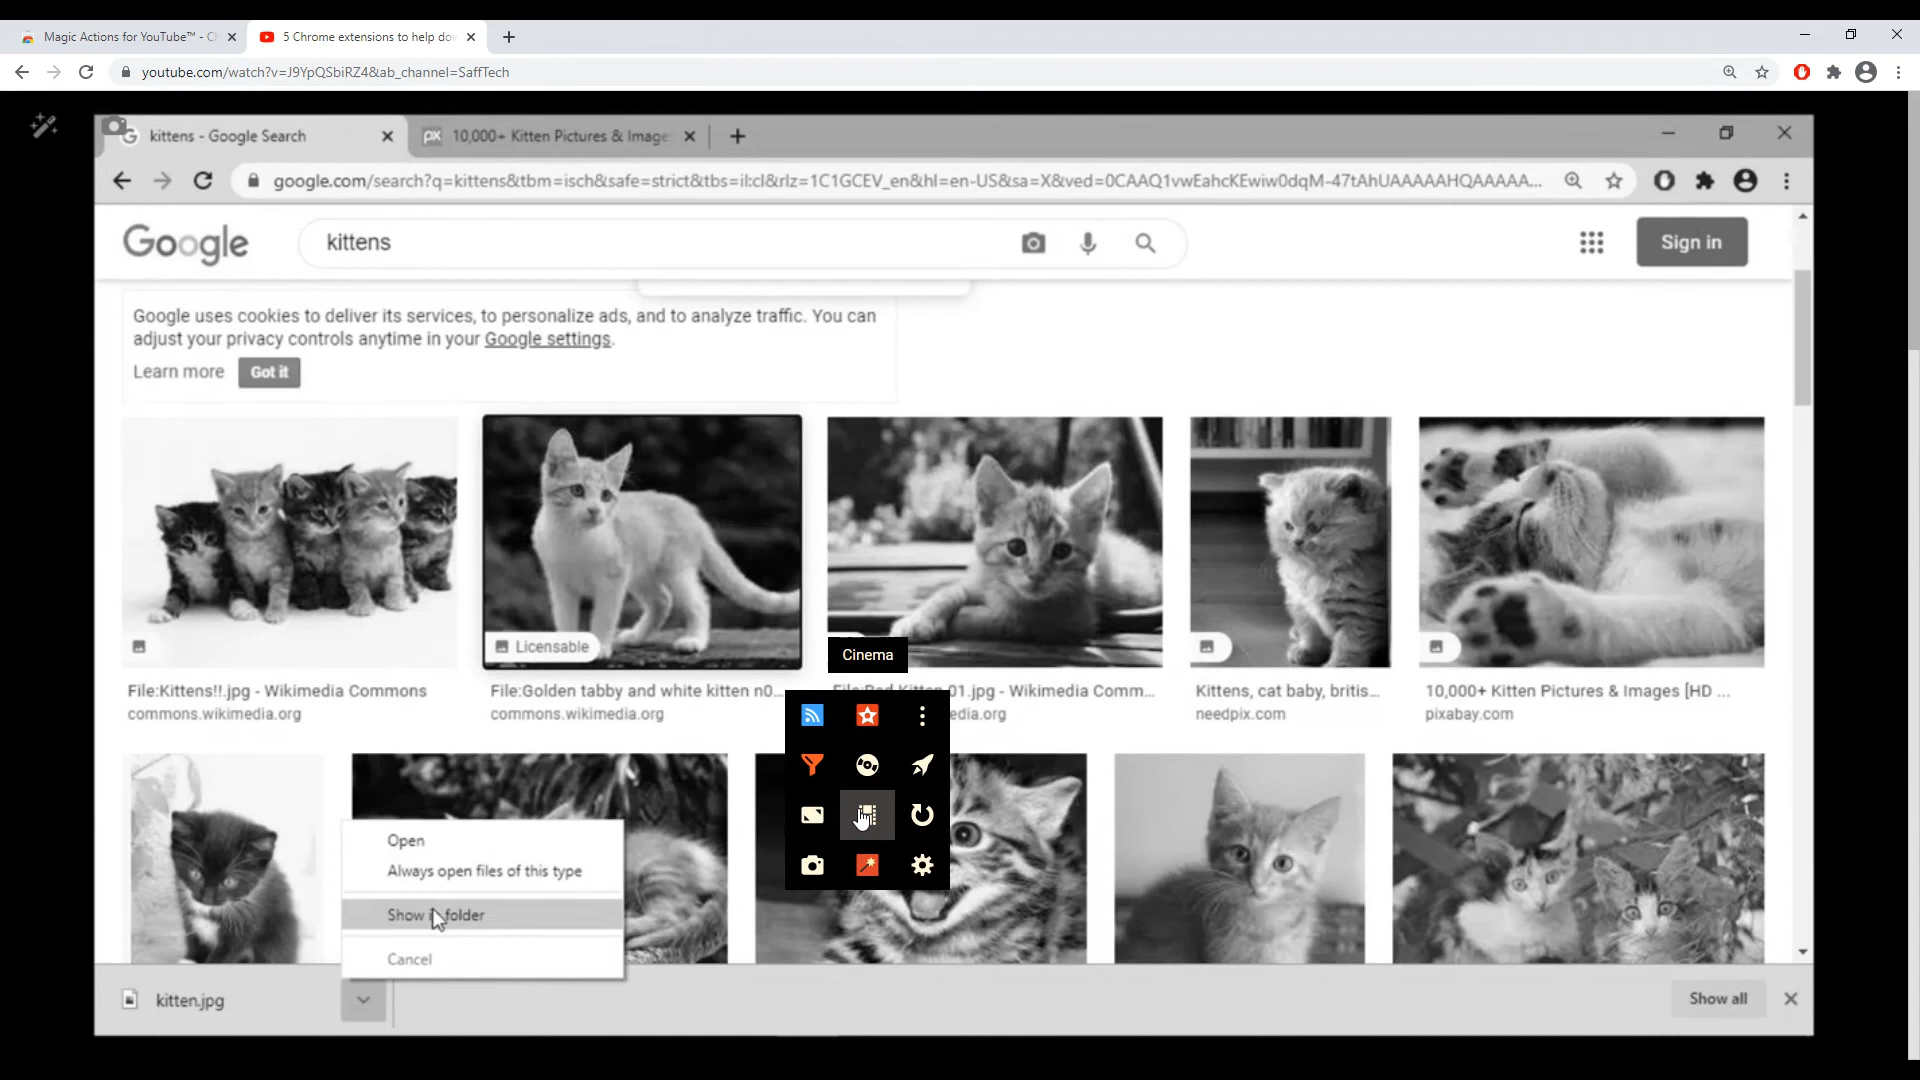 Magic Actions for YouTube™ - Ch
5 Chrome extensions to help dow
youtube.com/watch?v=J9YpQSbiRZ4&ab_channel=SaffTech
kittens - Google Search
10,000+ Kitten Pictures & Image
google.com/search?q=kittens&tbm=isch&safe=strict&tbs=il:cl&rlz=1C1GCEV_en&hl=en-US&sa=X&ved=0CAAQ1vwEahcKEwiw0dqM-47tAhUAAAAAHQAAAAA...
Google
kittens
Sign in
Google uses cookies to deliver its services, to personalize ads, and to analyze traffic. You can
adjust your privacy controls anytime in your Google settings.
Learn more
Got it
Licensable
Cinema
File:Kittens!!.jpg - Wikimedia Commons
commons.wikimedia.org
File:Golden tabby and white kitten n0...
commons.wikimedia.org
File:Red Kitten 01.jpg - Wikimedia Comm...
edia.org
Kittens, cat baby, britis...
needpix.com
10,000+ Kitten Pictures & Images [HD ...
pixabay.com
Open
Always open files of this type
Show in folder
Cancel
kitten.jpg
Show all